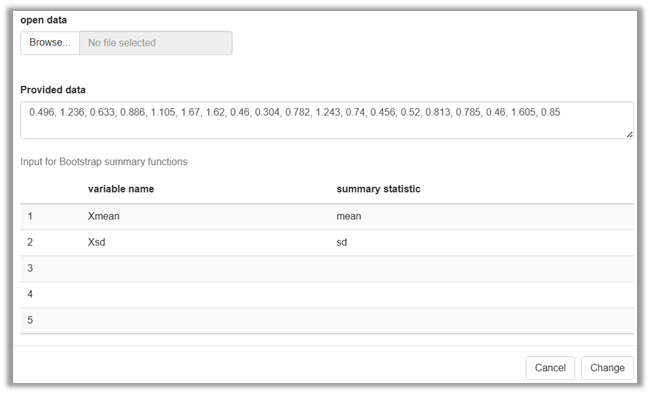 open data
Browse... No file selected
Provided data
0.496, 1.236, 0.633, 0.886, 1.105, 1.67, 1.62, 0.46, 0.304, 0.782, 1.243, 0.74, 0.456, 0.52, 0.813, 0.785, 0.46, 1.605, 0.85
Input for Bootstrap summary functions
variable name summary statistic
1 Xmean mean
2 Xsd sd
3
4
5
Cancel Change